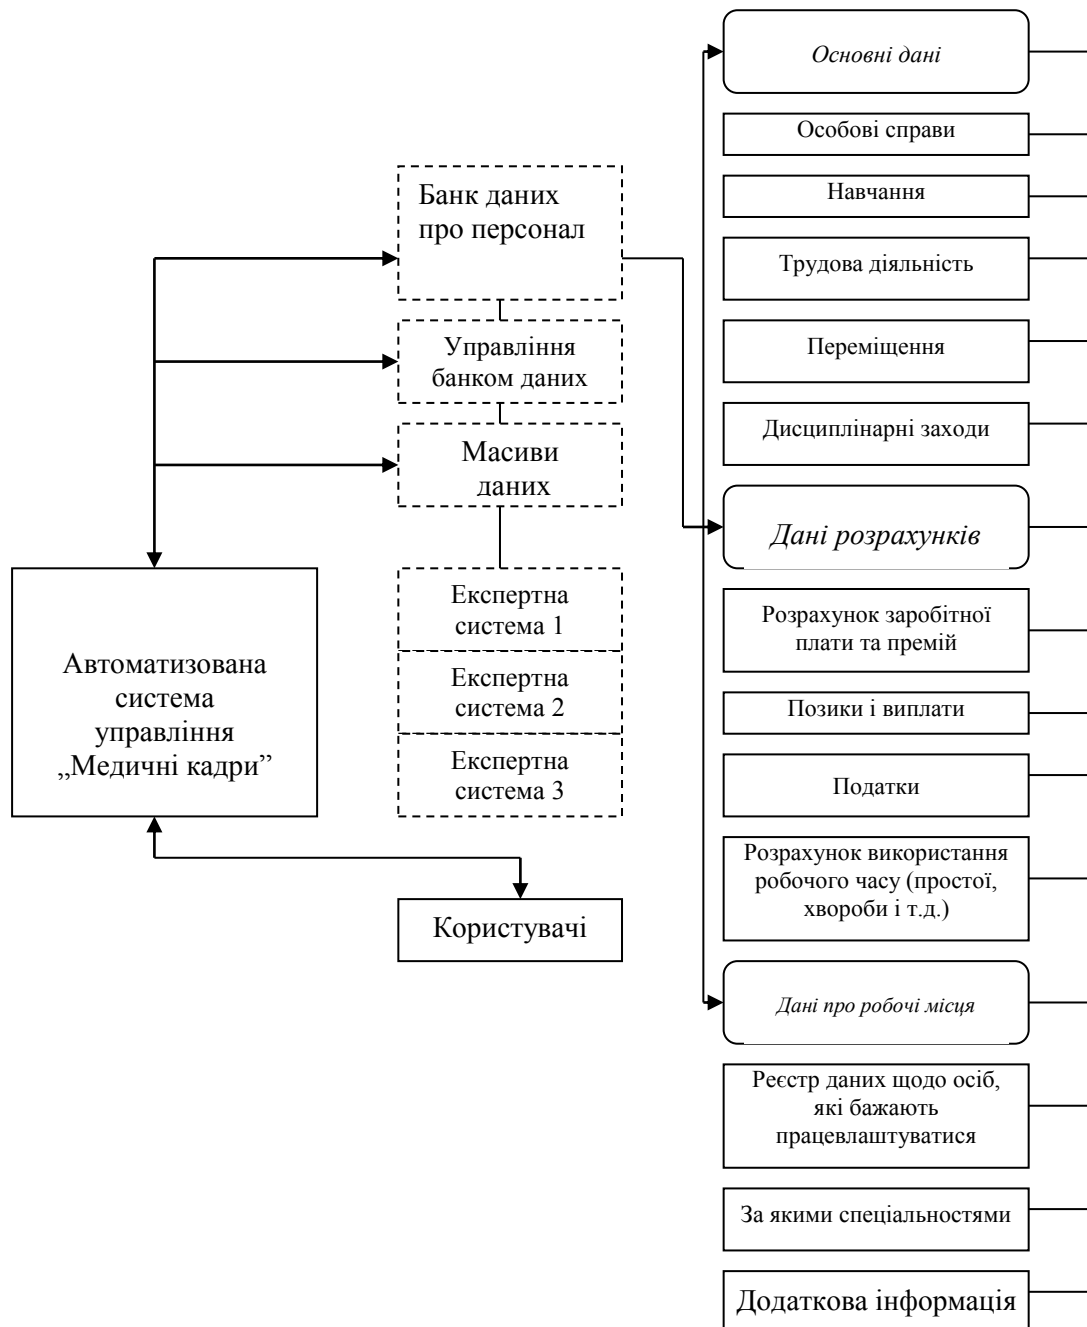 Основні дані
Особові справи
Навчання
Трудова діяльність
Переміщення
Дисциплінарні заходи
Дані розрахунків
Розрахунок заробітної
плати та премій
Позики і виплати
Податки
Розрахунок використання
робочого часу (простої,
хвороби і т.д.)
Дані про робочі місця
Реєстр даних щодо осіб,
які бажають
працевлаштуватися
За якими спеціальностями
Додаткова інформація
Банк даних
про персонал
Управління
банком даних
Масиви
даних
Експертна
система 1
Експертна
система 2
Експертна
система 3
Автоматизована
система
управління
„Медичні кадри”
Користувачі